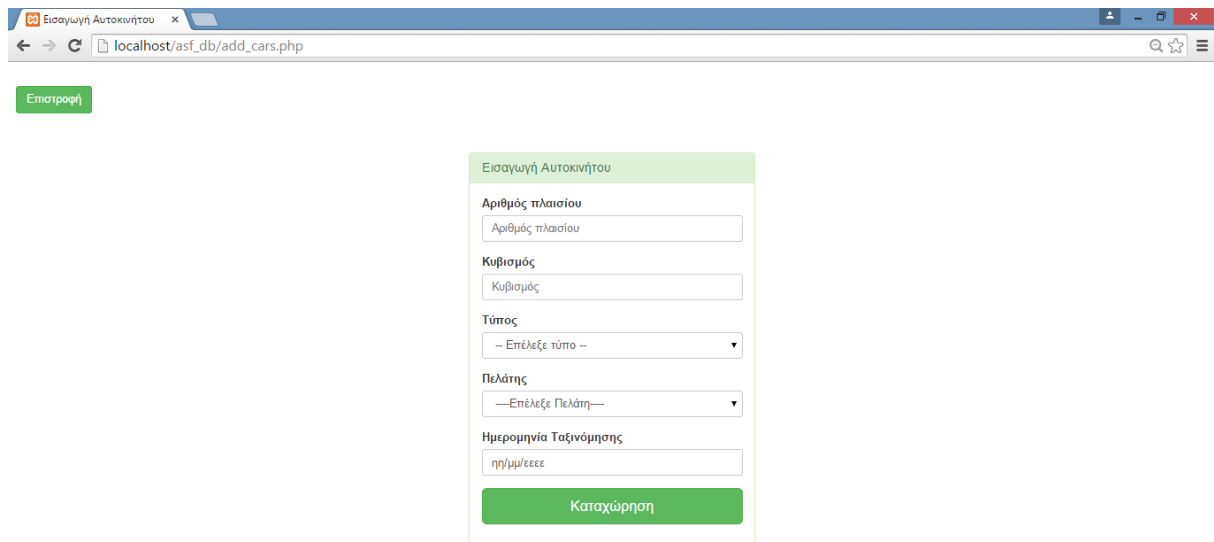 Εισαγωγή Αυτοκινήτου
localhost/asf_db/add_cars.php
Επιστροφή
Εισαγωγή Αυτοκινήτου
Αριθμός πλαισίου
Αριθμός πλαισίου
Κυβισμός
Κυβισμός
Τύπος
-- Επέλεξε τύπο --
Πελάτης
----Επέλεξε Πελάτη----
Ημερομηνία Ταξινόμησης
ηη/μμ/εεεε
Καταχώρηση